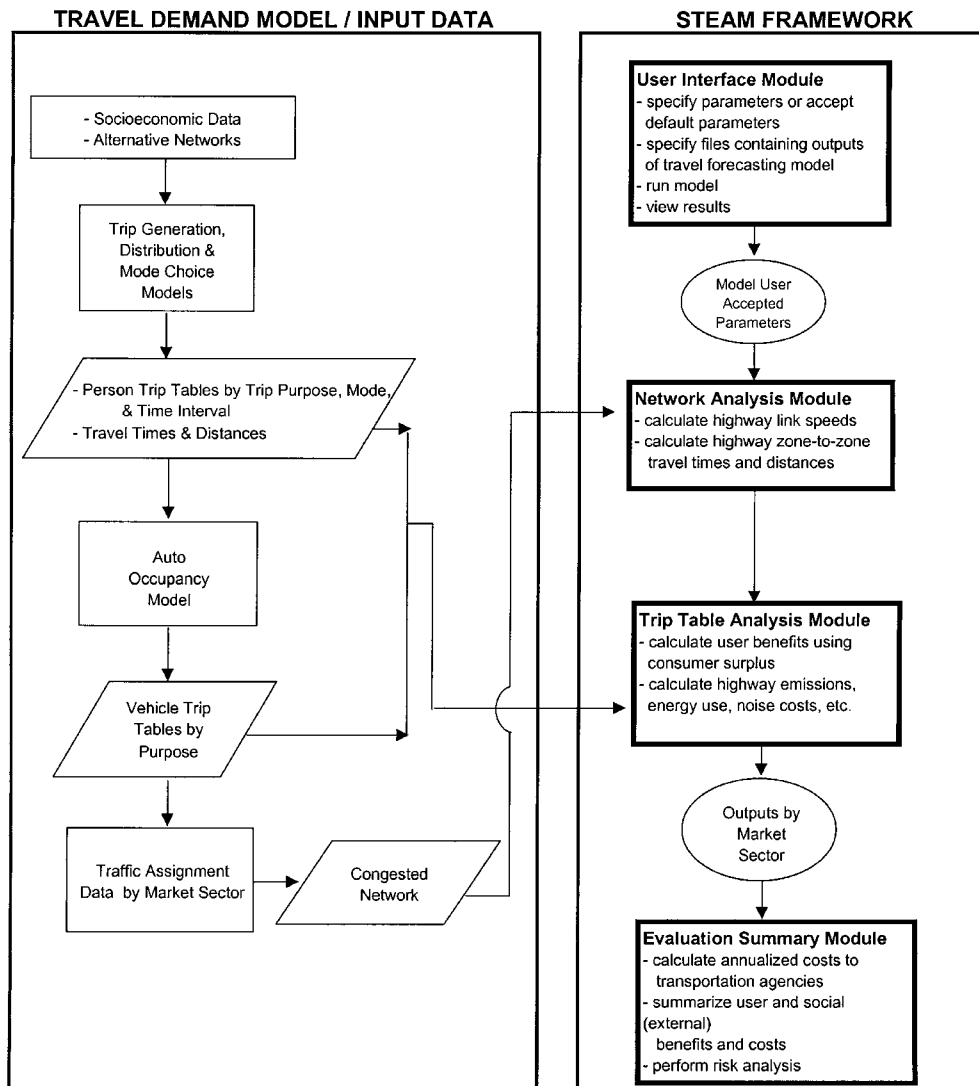 TRAVEL DEMAND MODEL / INPUT DATA
- Socioeconomic Data
- Alternative Networks
Trip Generation,
Distribution &
Mode Choice
Models
- Person Trip Tables by Trip Purpose, Mode,
& Time Interval
- Travel Times & Distances
Auto
Occupancy
Model
Vehicle Trip
Tables by
Purpose
Traffic Assignment
Data by Market Sector
Congested
Network
STEAM FRAMEWORK
User Interface Module
- specify parameters or accept
default parameters
- specify files containing outputs
of travel forecasting model
- run model
- view results
Model User
Accepted
Parameters
Network Analysis Module
- calculate highway link speeds
- calculate highway zone-to-zone
travel times and distances
Trip Table Analysis Module
- calculate user benefits using
consumer surplus
- calculate highway emissions,
energy use, noise costs, etc.
Outputs by
Market
Sector
Evaluation Summary Module
- calculate annualized costs to
transportation agencies
- summarize user and social
(external)
benefits and costs
- perform risk analysis